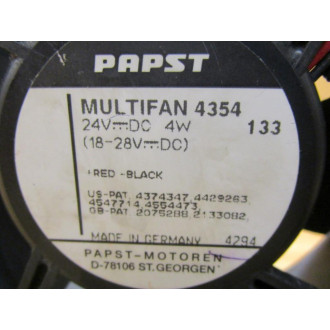 PAPST
MULTIFAN 4354
24V⎓DC 4W 133
(18-28V⎓DC)
+RED -BLACK
US-PAT. 4374347, 4429263,
4547714, 4554473,
GB-PAT. 2075288, 2133082,
MADE IN GERMANY 4294
PAPST-MOTOREN
D-78106 ST. GEORGEN